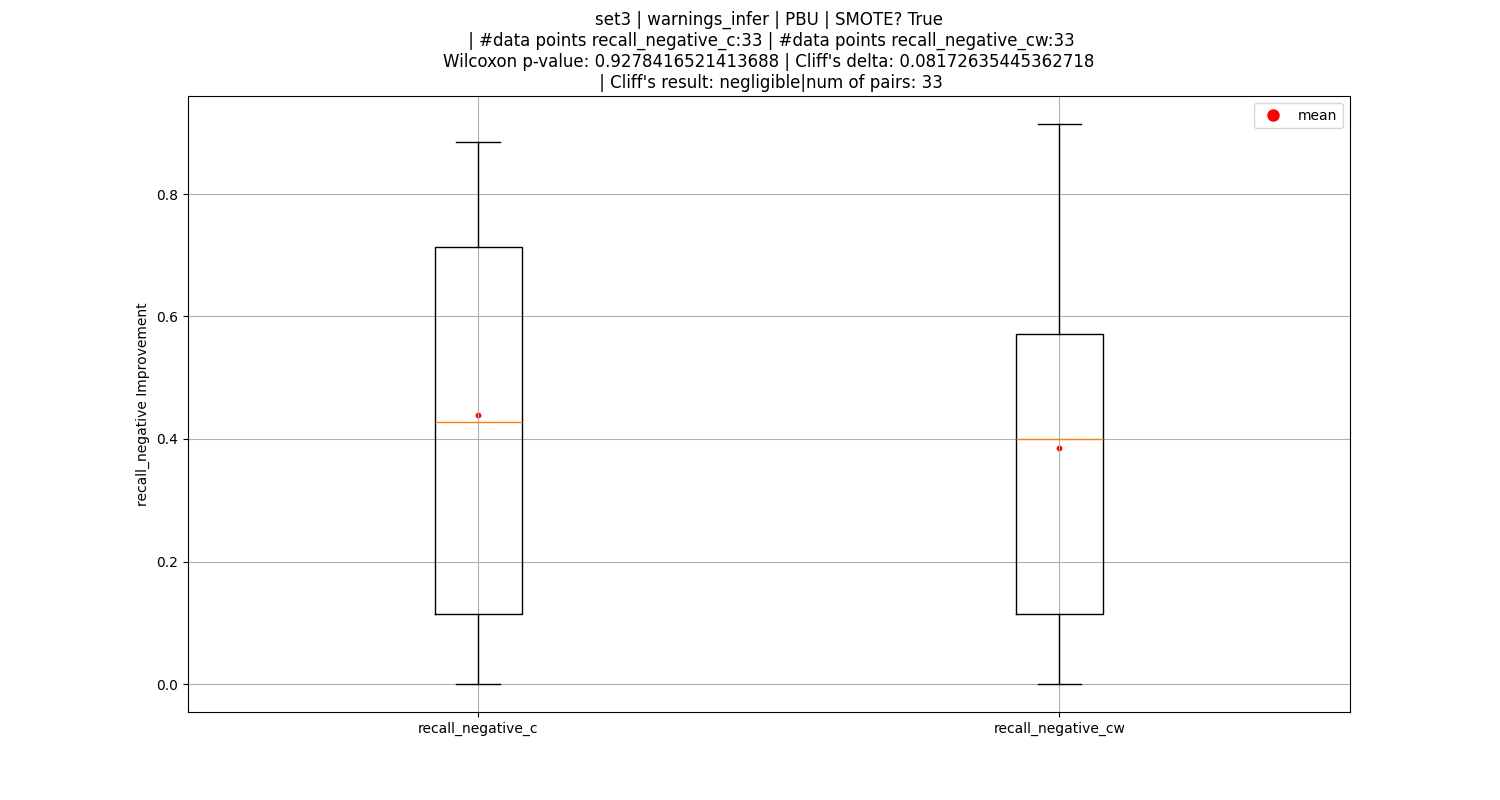 set3 | warnings_infer | PBU | SMOTE? True
| #data points recall_negative_c:33 | #data points recall_negative_cw:33
Wilcoxon p-value: 0.9278416521413688 | Cliff's delta: 0.08172635445362718
| Cliff's result: negligible|num of pairs: 33
mean
0.8
0.6
0.4
0.2
0.0
recall_negative Improvement
recall_negative_c
recall_negative_cw